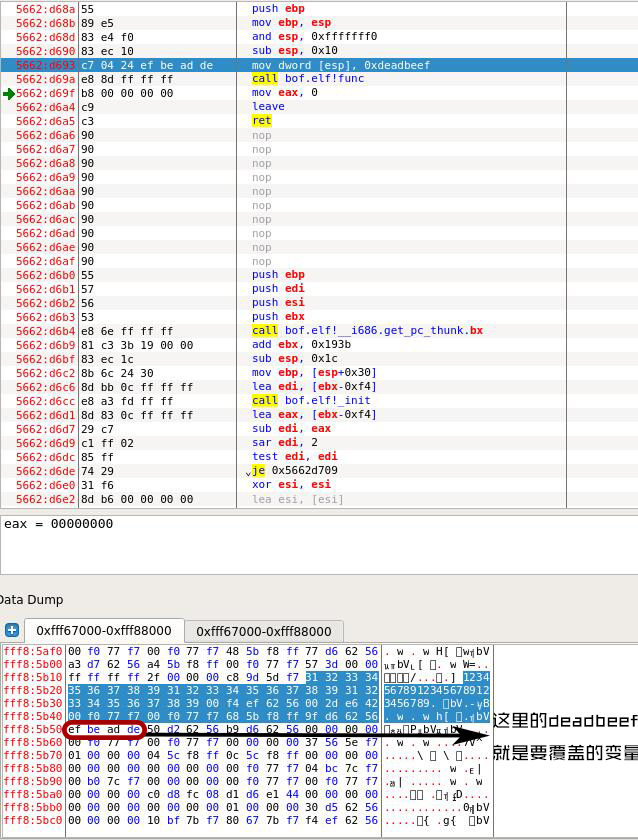 5662:d68a 55 push ebp
5662:d68b 89 e5 mov ebp, esp
5662:d68d 83 e4 f0 and esp, 0xfffffff0
5662:d690 83 ec 10 sub esp, 0x10
5662:d693 c7 04 24 ef be ad de mov dword [esp], 0xdeadbeef
5662:d69a e8 8d ff ff ff call bof.elf!func
5662:d69f b8 00 00 00 00 mov eax, 0
5662:d6a4 c9 leave
5662:d6a5 c3 ret
5662:d6a6 90 nop
5662:d6a7 90 nop
5662:d6a8 90 nop
5662:d6a9 90 nop
5662:d6aa 90 nop
5662:d6ab 90 nop
5662:d6ac 90 nop
5662:d6ad 90 nop
5662:d6ae 90 nop
5662:d6af 90 nop
5662:d6b0 55 push ebp
5662:d6b1 57 push edi
5662:d6b2 56 push esi
5662:d6b3 53 push ebx
5662:d6b4 e8 6e ff ff ff call bof.elf!__i686.get_pc_thunk.bx
5662:d6b9 81 c3 3b 19 00 00 add ebx, 0x193b
5662:d6bf 83 ec 1c sub esp, 0x1c
5662:d6c2 8b 6c 24 30 mov ebp, [esp+0x30]
5662:d6c6 8d bb 0c ff ff ff lea edi, [ebx-0xf4]
5662:d6cc e8 a3 fd ff ff call bof.elf!_init
5662:d6d1 8d 83 0c ff ff ff lea eax, [ebx-0xf4]
5662:d6d7 29 c7 sub edi, eax
5662:d6d9 c1 ff 02 sar edi, 2
5662:d6dc 85 ff test edi, edi
5662:d6de 74 29 je 0x5662d709
5662:d6e0 31 f6 xor esi, esi
5662:d6e2 8d b6 00 00 00 00 lea esi, [esi]
eax = 00000000
Data Dump
0xfff67000-0xfff88000 0xfff67000-0xfff88000
fff8:5af0 00 f0 77 f7 00 f0 77 f7 48 5b f8 ff 77 d6 62 56
fff8:5b00 a3 d7 62 56 a4 5b f8 ff 00 f0 77 f7 57 3d 00 00
fff8:5b10 ff ff ff ff 2f 00 00 00 c8 9d 5d f7 31 32 33 34 1234
fff8:5b20 35 36 37 38 39 31 32 33 34 35 36 37 38 39 31 32 5678912345678912
fff8:5b30 33 34 35 36 37 38 39 00 f4 ef 62 56 00 2d e6 42 3456789.
fff8:5b40 00 f0 77 f7 00 f0 77 f7 68 5b f8 ff 9f d6 62 56
fff8:5b50 ef be ad de 50 d2 62 56 b9 d6 62 56 00 00 00 00
这里的deadbeef
fff8:5b60 00 f0 77 f7 00 f0 77 f7 00 00 00 00 37 56 5e f7
就是要覆盖的变量
fff8:5b70 01 00 00 00 04 5c f8 ff 0c 5c f8 ff 00 00 00 00
fff8:5b80 00 00 00 00 00 00 00 00 00 f0 77 f7 04 bc 7c f7
fff8:5b90 00 b0 7c f7 00 00 00 00 00 f0 77 f7 00 f0 77 f7
fff8:5ba0 00 00 00 00 c0 d8 fc 08 d1 d6 e1 44 00 00 00 00
fff8:5bb0 00 00 00 00 00 00 00 00 01 00 00 00 30 d5 62 56
fff8:5bc0 00 00 00 00 10 bf 7b f7 80 67 7b f7 f4 ef 62 56